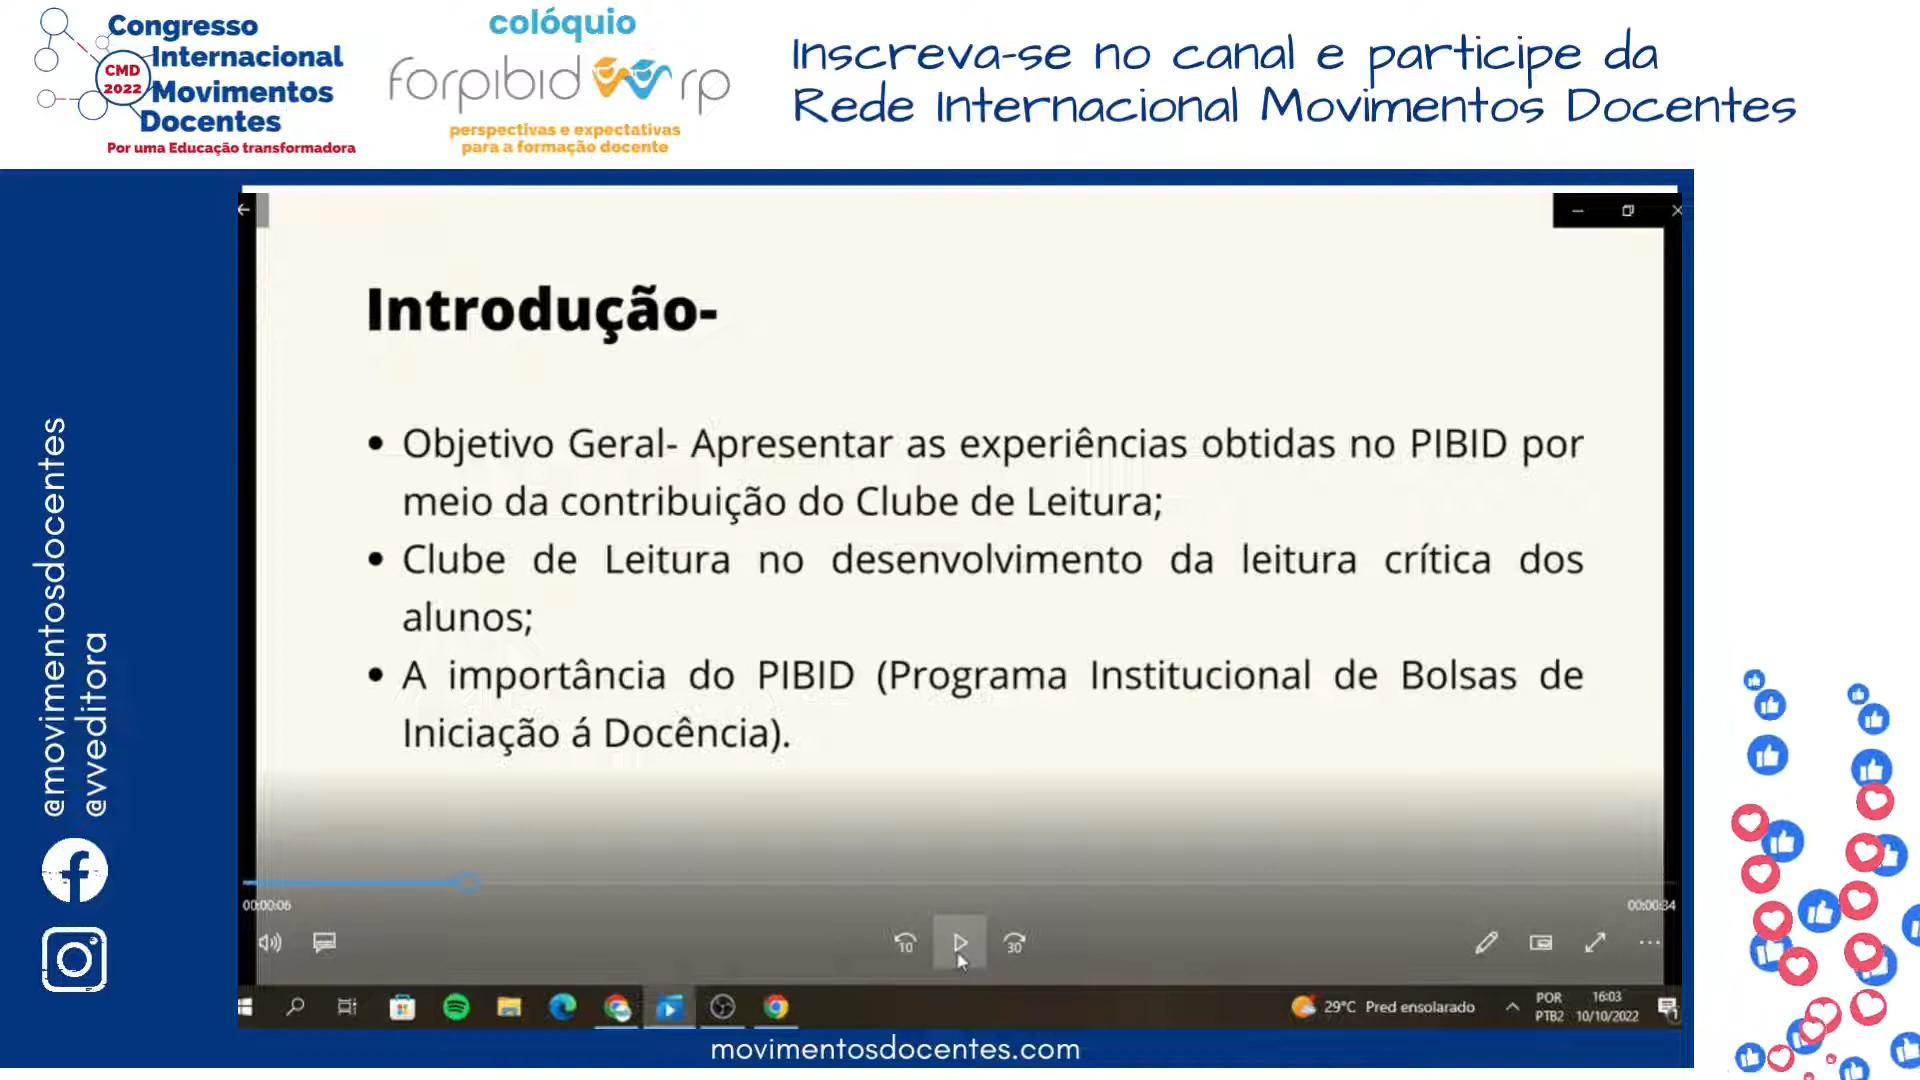 Congresso
Internacional
CMD
2022
Movimentos
Docentes
Por uma Educação transformadora
colóquio
forpibid rp
perspectivas e expectativas
para a formação docente
Inscreva-se no canal e participe da
Rede Internacional Movimentos Docentes
Introdução-
• Objetivo Geral- Apresentar as experiências obtidas no PIBID por
meio da contribuição do Clube de Leitura;
• Clube de Leitura no desenvolvimento da leitura crítica dos
alunos;
• A importância do PIBID (Programa Institucional de Bolsas de
Iniciação á Docência).
@movimentosdocentes
@vveditora
00:00:06
00:00:34
10
30
29°C Pred ensolarado
POR
PTB2
16:03
10/10/2022
1
movimentosdocentes.com